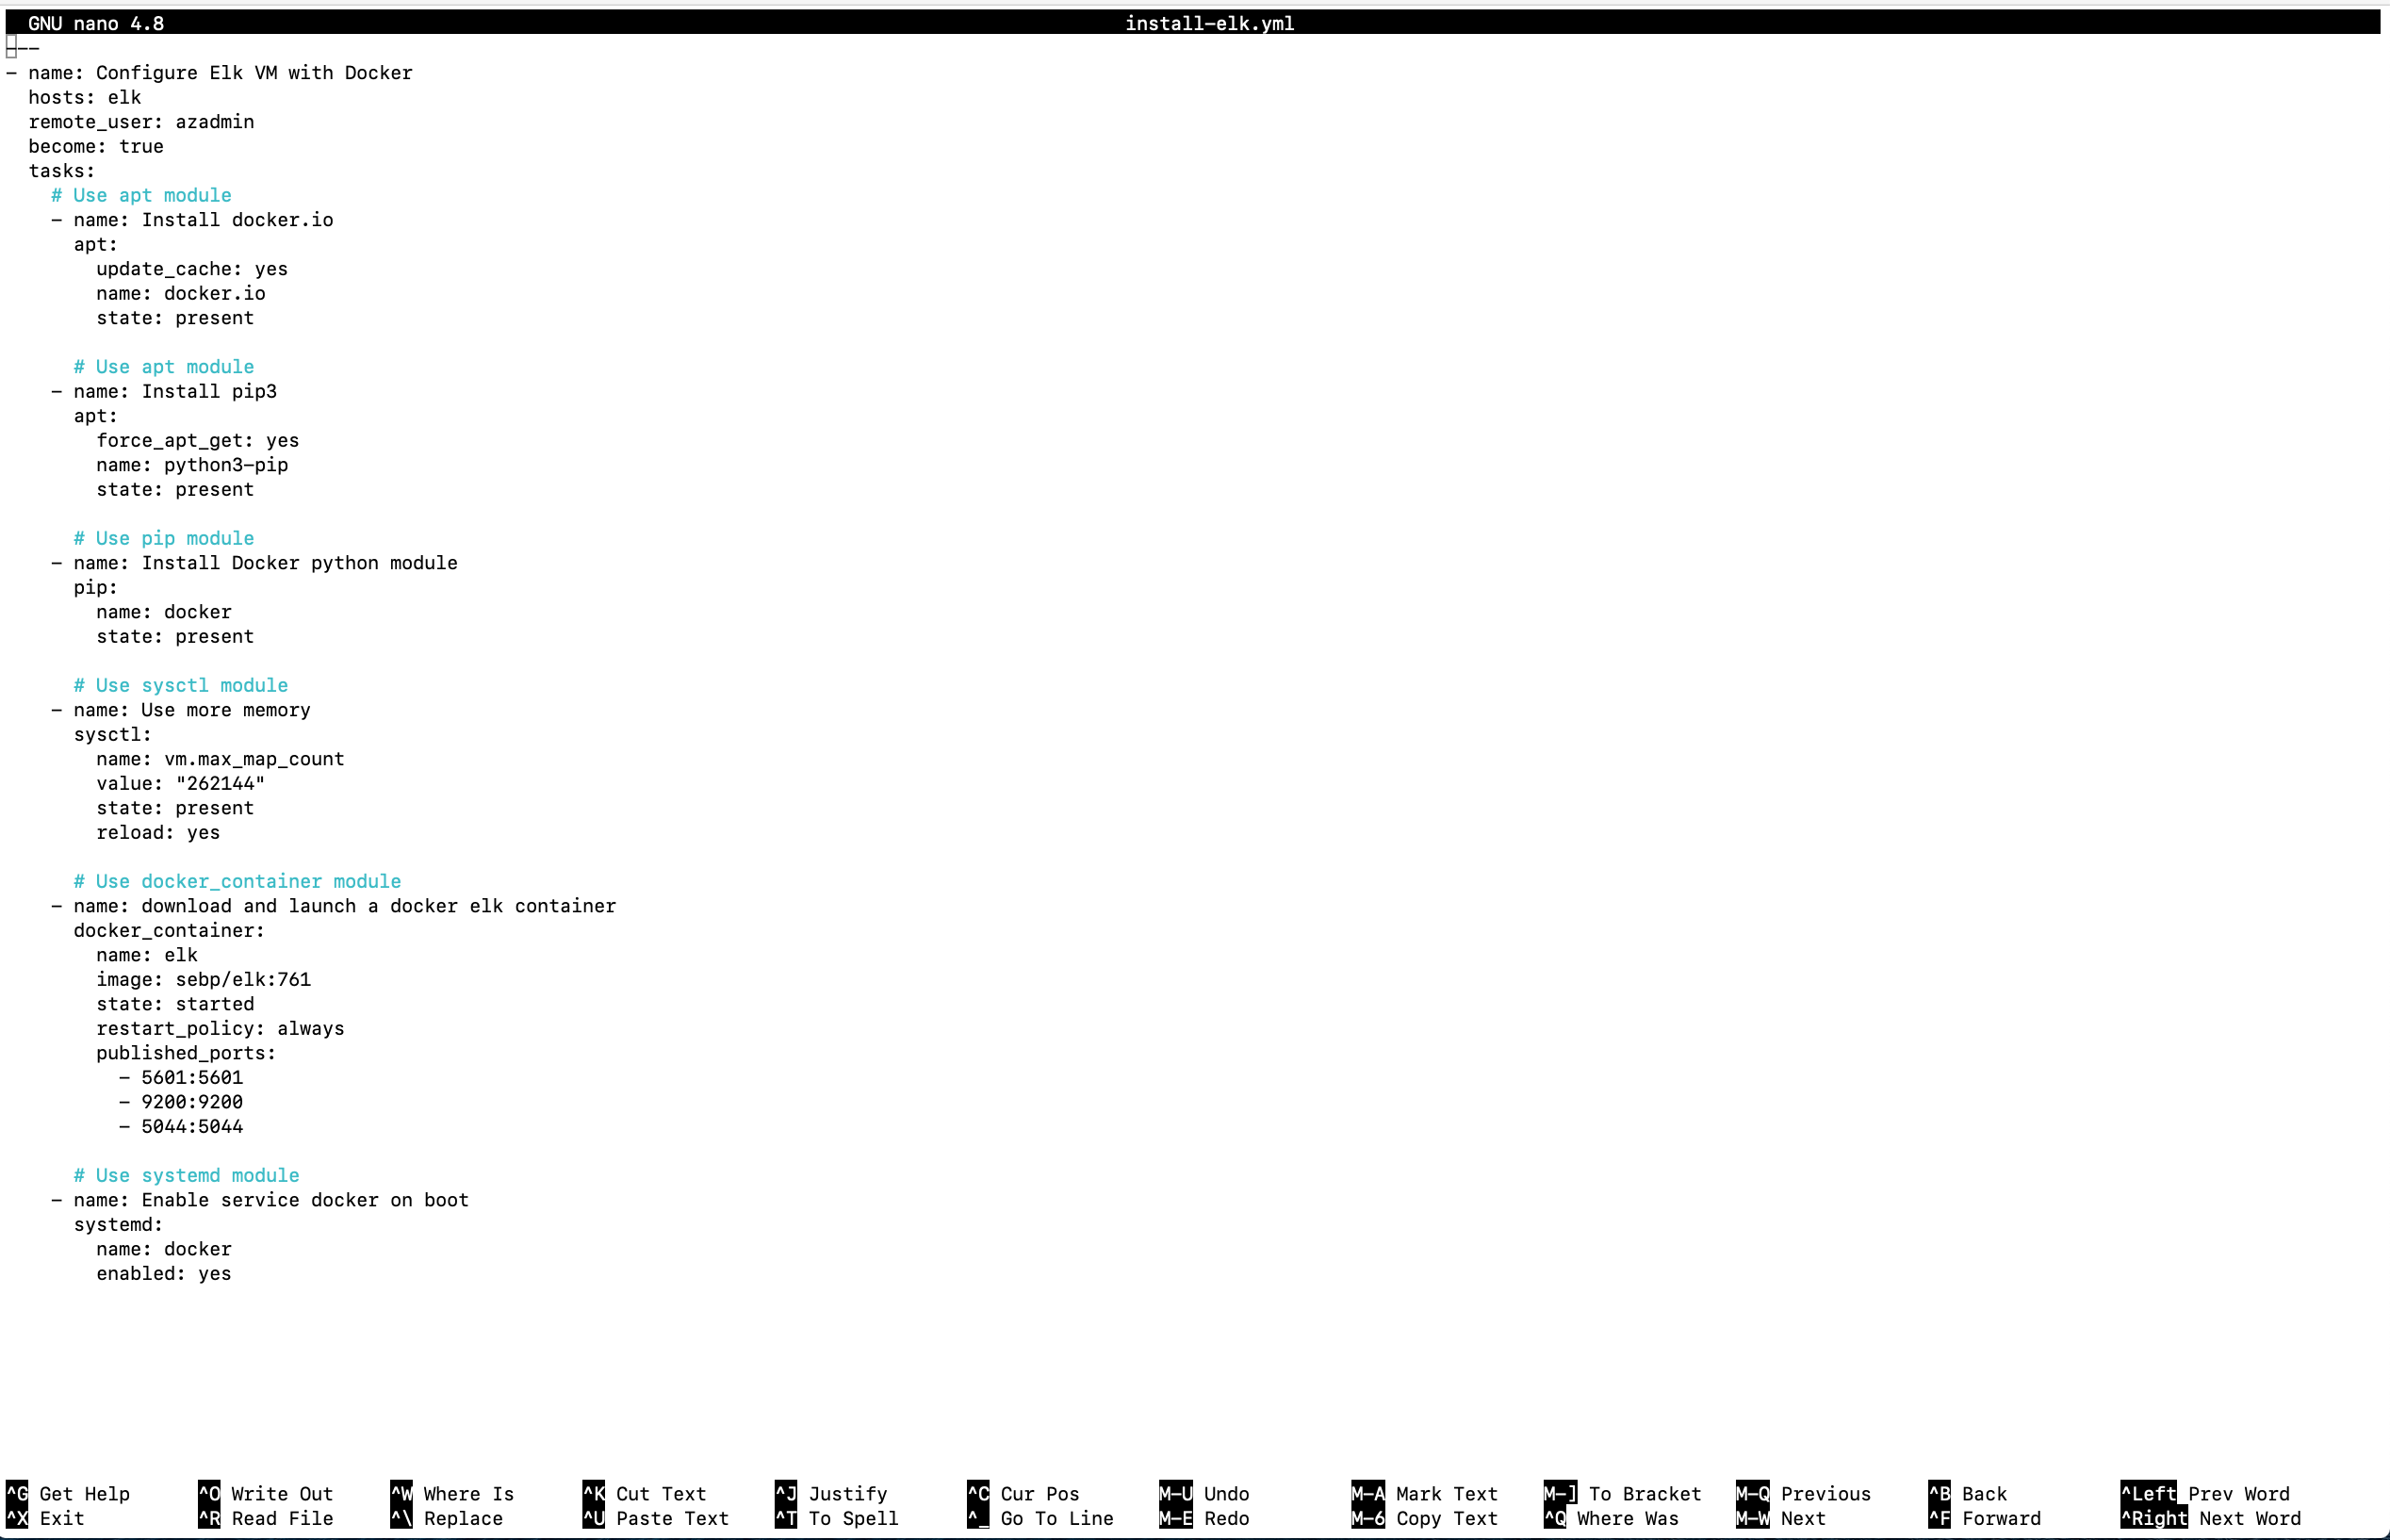 GNU nano 4.8 install-elk.yml
---
- name: Configure Elk VM with Docker
  hosts: elk
  remote_user: azadmin
  become: true
  tasks:
    # Use apt module
    - name: Install docker.io
      apt:
        update_cache: yes
        name: docker.io
        state: present

      # Use apt module
    - name: Install pip3
      apt:
        force_apt_get: yes
        name: python3-pip
        state: present

      # Use pip module
    - name: Install Docker python module
      pip:
        name: docker
        state: present

      # Use sysctl module
    - name: Use more memory
      sysctl:
        name: vm.max_map_count
        value: "262144"
        state: present
        reload: yes

      # Use docker_container module
    - name: download and launch a docker elk container
      docker_container:
        name: elk
        image: sebp/elk:761
        state: started
        restart_policy: always
        published_ports:
          - 5601:5601
          - 9200:9200
          - 5044:5044

      # Use systemd module
    - name: Enable service docker on boot
      systemd:
        name: docker
        enabled: yes

^G Get Help ^O Write Out ^W Where Is ^K Cut Text ^J Justify ^C Cur Pos M-U Undo M-A Mark Text M-] To Bracket M-Q Previous ^B Back ^Left Prev Word
^X Exit ^R Read File ^\ Replace ^U Paste Text ^T To Spell ^_ Go To Line M-E Redo M-6 Copy Text ^Q Where Was M-W Next ^F Forward ^Right Next Word